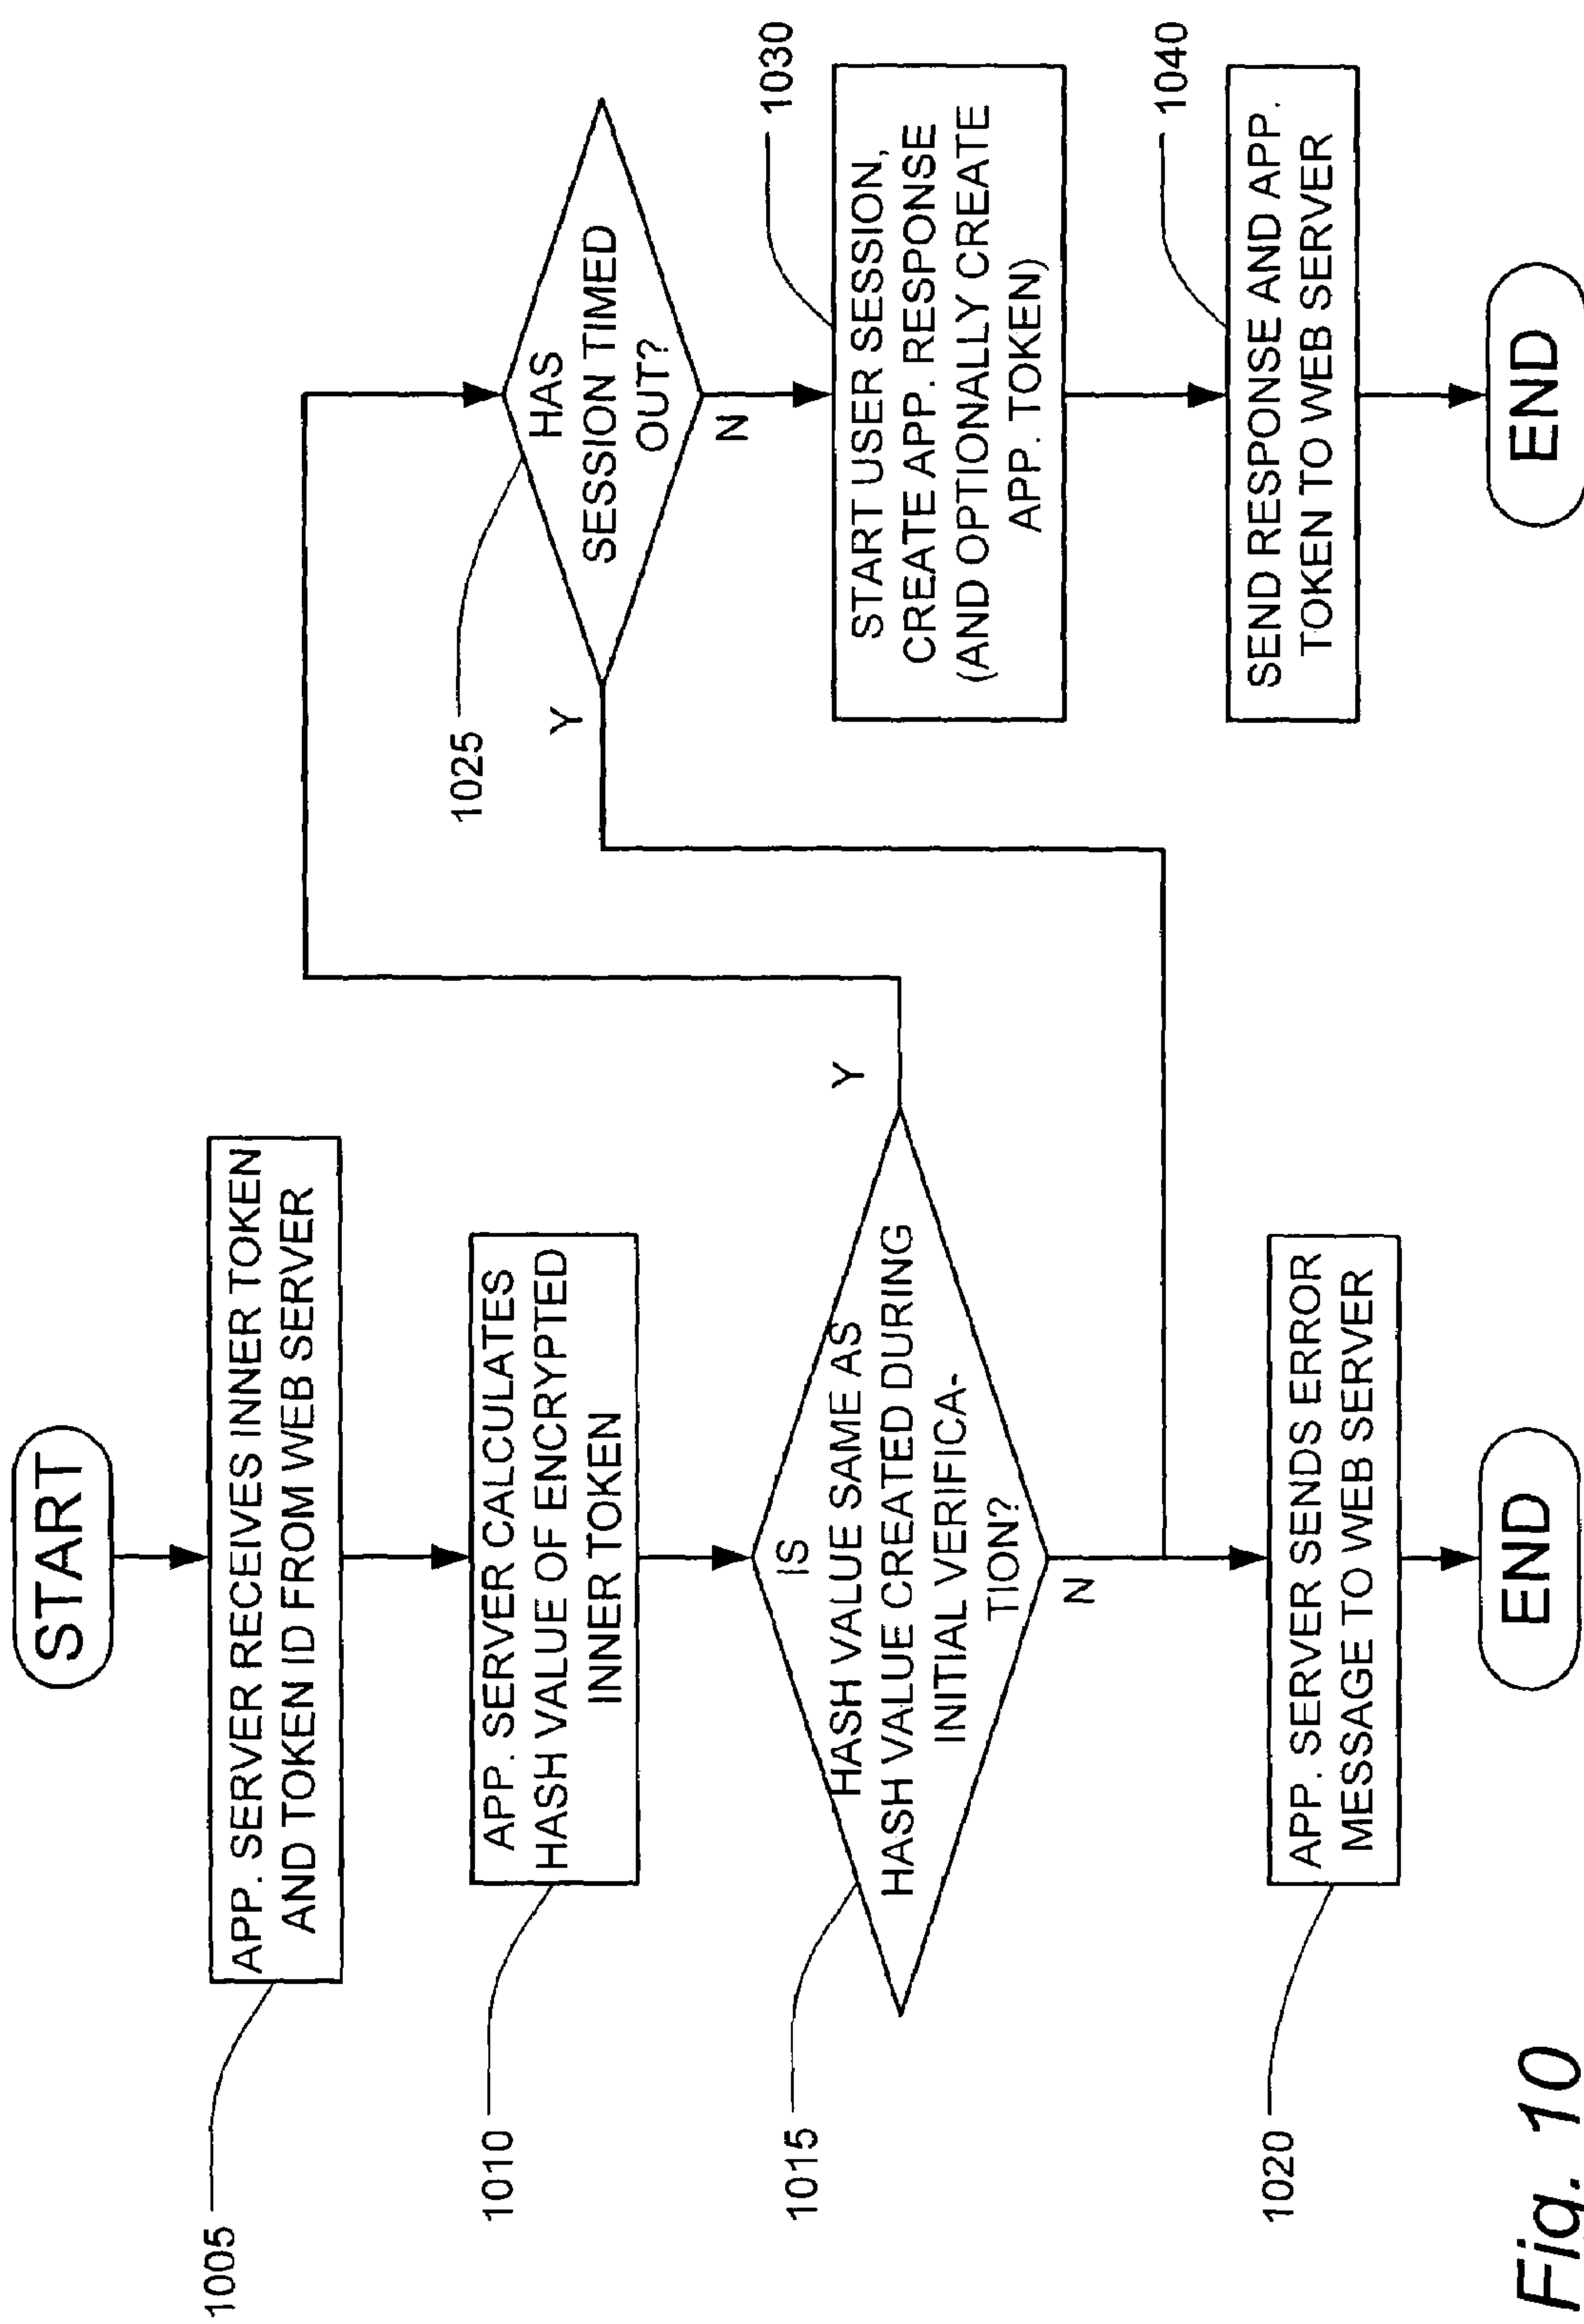 START
1005
APP. SERVER RECEIVES INNER TOKEN
AND TOKEN ID FROM WEB SERVER
1010
APP. SERVER CALCULATES
HASH VALUE OF ENCRYPTED
INNER TOKEN
1015
IS
HASH VALUE SAME AS
HASH VALUE CREATED DURING
INITIAL VERIFICA-
TION?
Y
N
1020
APP. SERVER SENDS ERROR
MESSAGE TO WEB SERVER
END
1025
HAS
SESSION TIMED
OUT?
Y
N
1030
START USER SESSION,
CREATE APP. RESPONSE
(AND OPTIONALLY CREATE
APP. TOKEN)
1040
SEND RESPONSE AND APP.
TOKEN TO WEB SERVER
END
Fig. 10